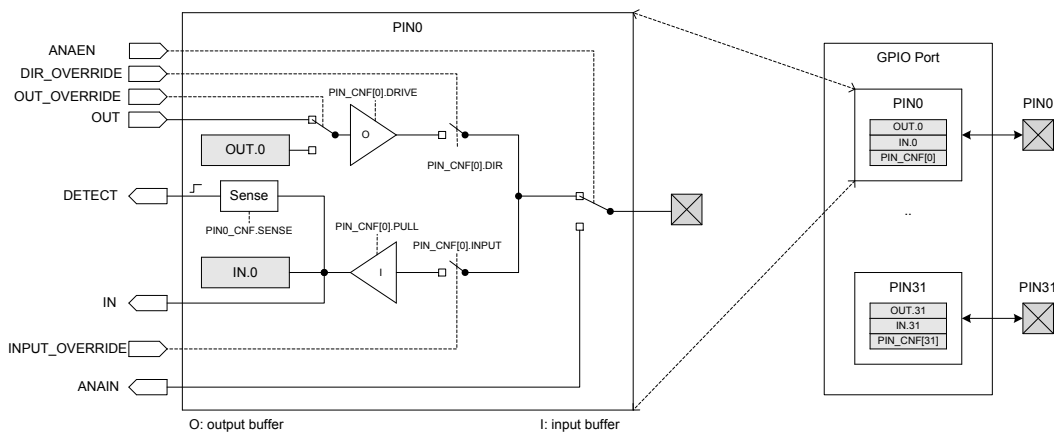 PIN0
ANAEN
DIR_OVERRIDE
OUT_OVERRIDE
OUT
PIN_CNF[0].DRIVE
O
OUT.0
PIN_CNF[0].DIR
DETECT
Sense
PIN0_CNF.SENSE
PIN_CNF[0].PULL
PIN_CNF[0].INPUT
IN.0
I
IN
INPUT_OVERRIDE
ANAIN
O: output buffer
I: input buffer
GPIO Port
PIN0
OUT.0
IN.0
PIN_CNF[0]
PIN0
..
PIN31
OUT.31
IN.31
PIN_CNF[31]
PIN31